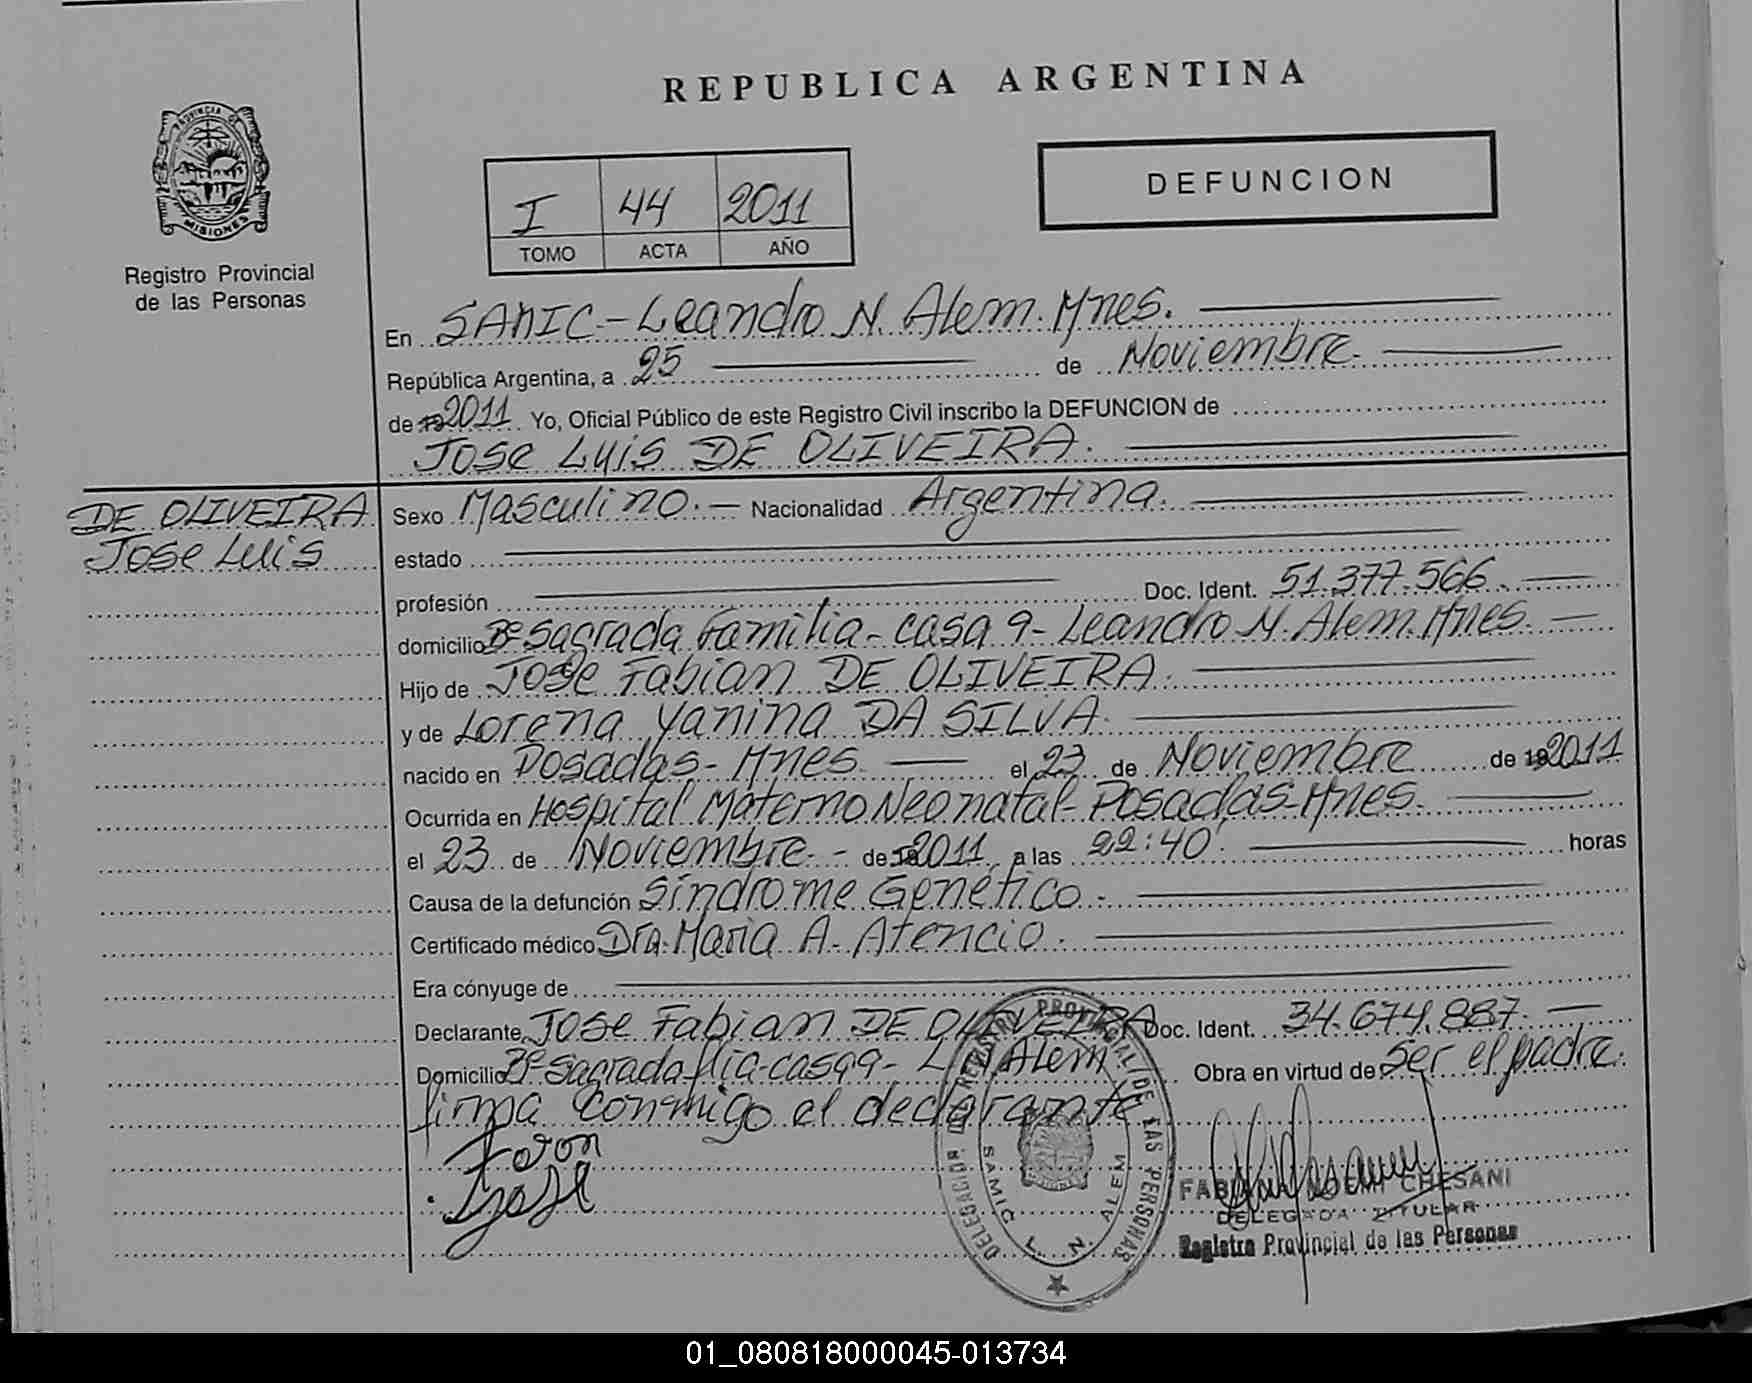 REPUBLICA ARGENTINA
PROVINCIA DE
MISIONES
Registro Provincial
de las Personas
I 44 2011
TOMO ACTA AÑO
DEFUNCION
En SAMIC - Leandro N. Alem. Mnes.
República Argentina, a 25 de Noviembre.
de 2011 Yo, Oficial Público de este Registro Civil inscribo la DEFUNCION de
Jose Luis DE OLIVEIRA.
DE OLIVEIRA
Jose Luis
Sexo Masculino. - Nacionalidad Argentina.
estado
profesión Doc. Ident. 51.377.566.
domicilio Bº Sagrada Familia - casa 9 - Leandro N. Alem. Mnes.
Hijo de Jose Fabian DE OLIVEIRA.
y de Lorena Yanina DA SILVA.
nacido en Posadas - Mnes. el 23 de Noviembre de 19 2011
Ocurrida en Hospital Materno Neonatal - Posadas - Mnes.
el 23 de Noviembre. - de 19 2011 a las 22:40' horas
Causa de la defunción Síndrome Genético. -
Certificado médico Dra. Maria A. Atencio.
Era cónyuge de
Declarante Jose Fabian DE OLIVEIRA Doc. Ident. 34.674.887.
Domicilio Bº Sagrada flia - casa 9 - L N Alem Obra en virtud de Ser el padre.
firma conmigo el declarante
DELEGACION DEL REGISTRO PROVINCIAL DE LAS PERSONAS
SAMIC L. N. ALEM
MISIONES
FABIANA NOEMI CHESANI
DELEGADA TITULAR
Registro Provincial de las Personas
01_080818000045-013734